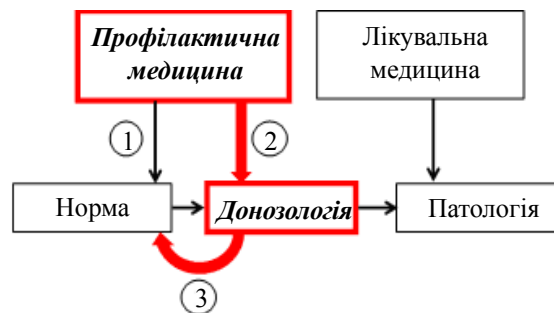 Профілактична
медицина
Лікувальна
медицина
1
2
Норма
Донозологія
Патологія
3